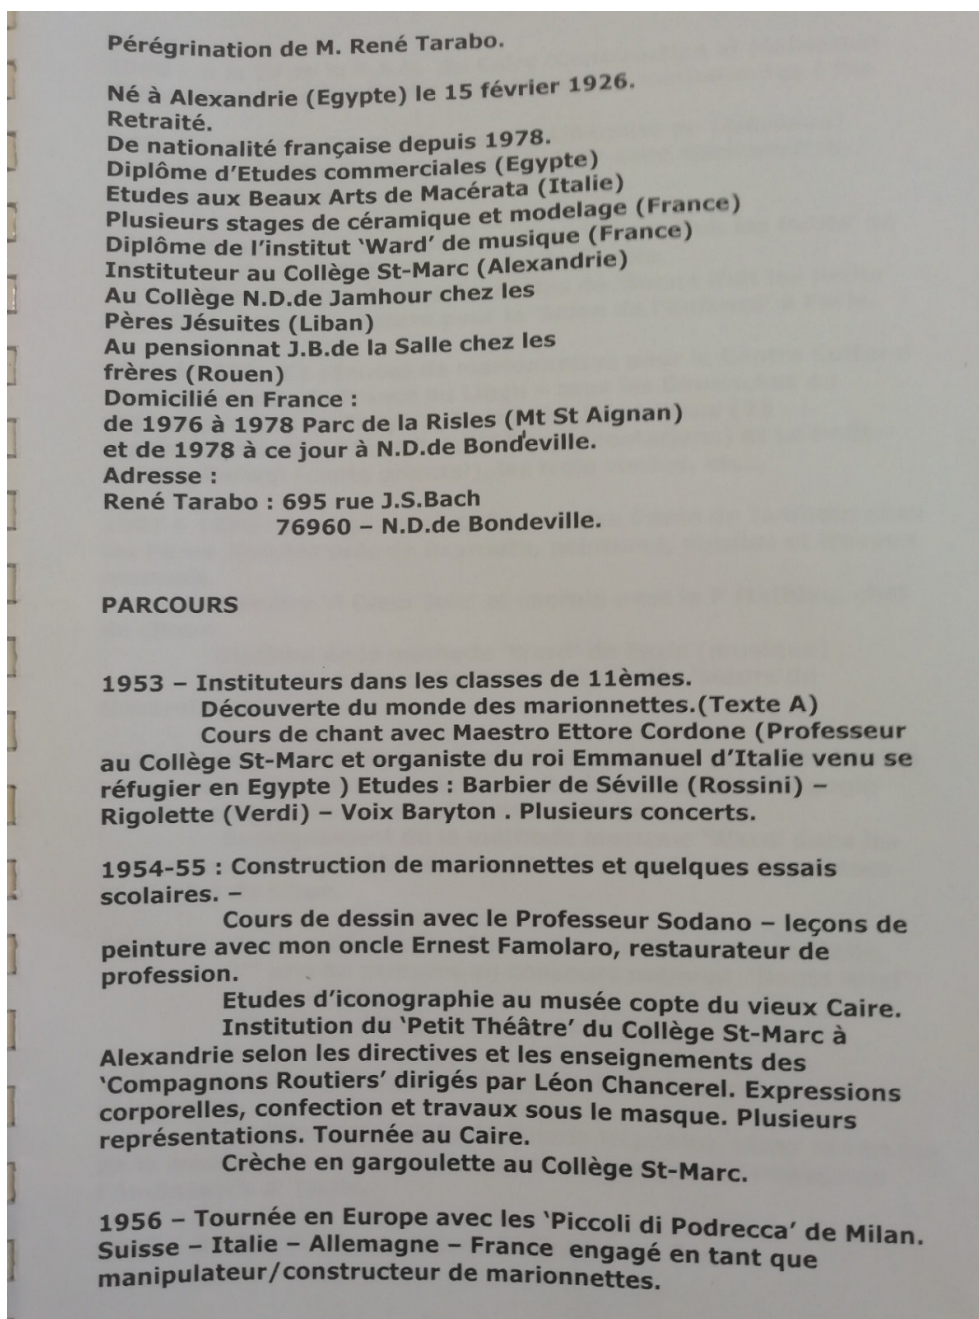 Pérégrination de M. René Tarabo.
Né à Alexandrie (Egypte) le 15 février 1926.
Retraité.
De nationalité française depuis 1978.
Diplôme d'Etudes commerciales (Egypte)
Etudes aux Beaux Arts de Macérata (Italie)
Plusieurs stages de céramique et modelage (France)
Diplôme de l'institut 'Ward' de musique (France)
Instituteur au Collège St-Marc (Alexandrie)
Au Collège N.D.de Jamhour chez les
Pères Jésuites (Liban)
Au pensionnat J.B.de la Salle chez les
frères (Rouen)
Domicilié en France :
de 1976 à 1978 Parc de la Risles (Mt St Aignan)
et de 1978 à ce jour à N.D.de Bondeville.
Adresse :
René Tarabo : 695 rue J.S.Bach
76960 – N.D.de Bondeville.
PARCOURS
1953 – Instituteurs dans les classes de 11èmes.
Découverte du monde des marionnettes.(Texte A)
Cours de chant avec Maestro Ettore Cordone (Professeur
au Collège St-Marc et organiste du roi Emmanuel d'Italie venu se
réfugier en Egypte ) Etudes : Barbier de Séville (Rossini) –
Rigolette (Verdi) – Voix Baryton . Plusieurs concerts.
1954-55 : Construction de marionnettes et quelques essais
scolaires. –
Cours de dessin avec le Professeur Sodano – leçons de
peinture avec mon oncle Ernest Famolaro, restaurateur de
profession.
Etudes d'iconographie au musée copte du vieux Caire.
Institution du 'Petit Théâtre' du Collège St-Marc à
Alexandrie selon les directives et les enseignements des
'Compagnons Routiers' dirigés par Léon Chancerel. Expressions
corporelles, confection et travaux sous le masque. Plusieurs
représentations. Tournée au Caire.
Crèche en gargoulette au Collège St-Marc.
1956 – Tournée en Europe avec les 'Piccoli di Podrecca' de Milan.
Suisse – Italie – Allemagne – France  engagé en tant que
manipulateur/constructeur de marionnettes.